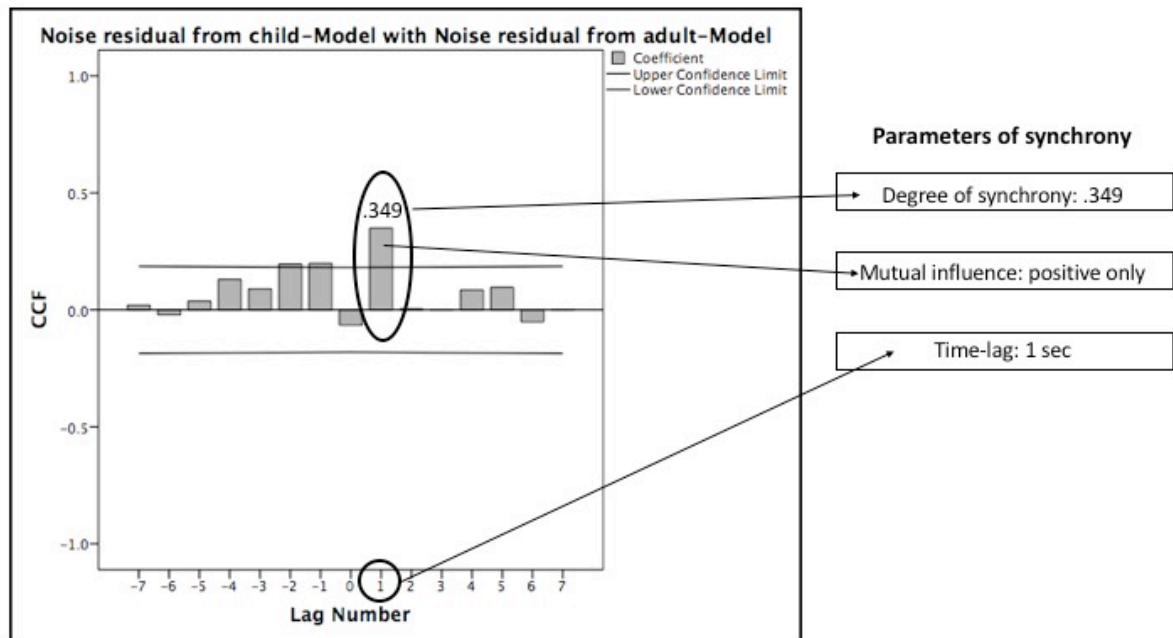 Noise residual from child-Model with Noise residual from adult-Model
Coefficient
Upper Confidence Limit
Lower Confidence Limit
1.0
0.5
0.0
-0.5
-1.0
CCF
.349
-7 -6 -5 -4 -3 -2 -1 0 1 2 3 4 5 6 7
Lag Number
Parameters of synchrony
Degree of synchrony: .349
Mutual influence: positive only
Time-lag: 1 sec